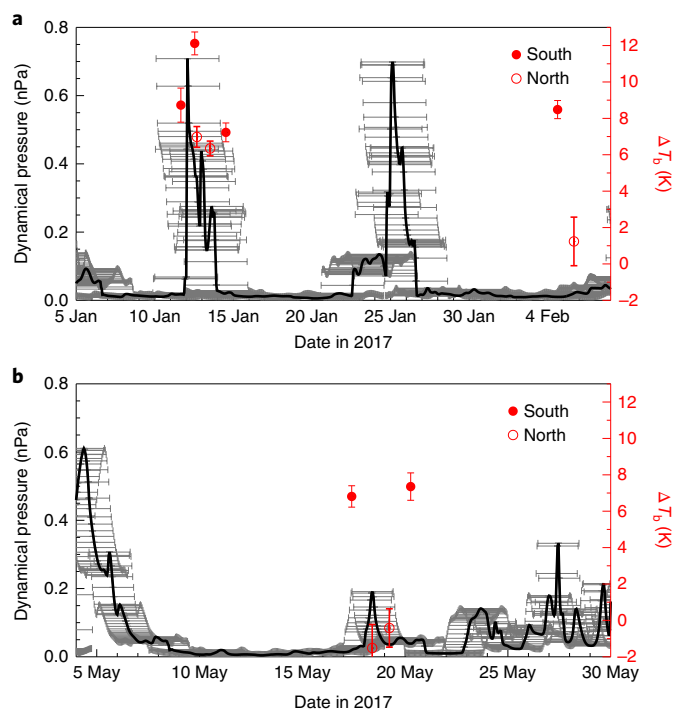 a
0.8
0.6
0.4
0.2
0.0
Dynamical pressure (nPa)
South
North
12
10
8
6
4
2
0
−2
Δ Tb (K)
5 Jan
10 Jan
15 Jan
20 Jan
25 Jan
30 Jan
4 Feb
Date in 2017
b
0.8
0.6
0.4
0.2
0.0
Dynamical pressure (nPa)
South
North
12
10
8
6
4
2
0
−2
Δ Tb (K)
5 May
10 May
15 May
20 May
25 May
30 May
Date in 2017